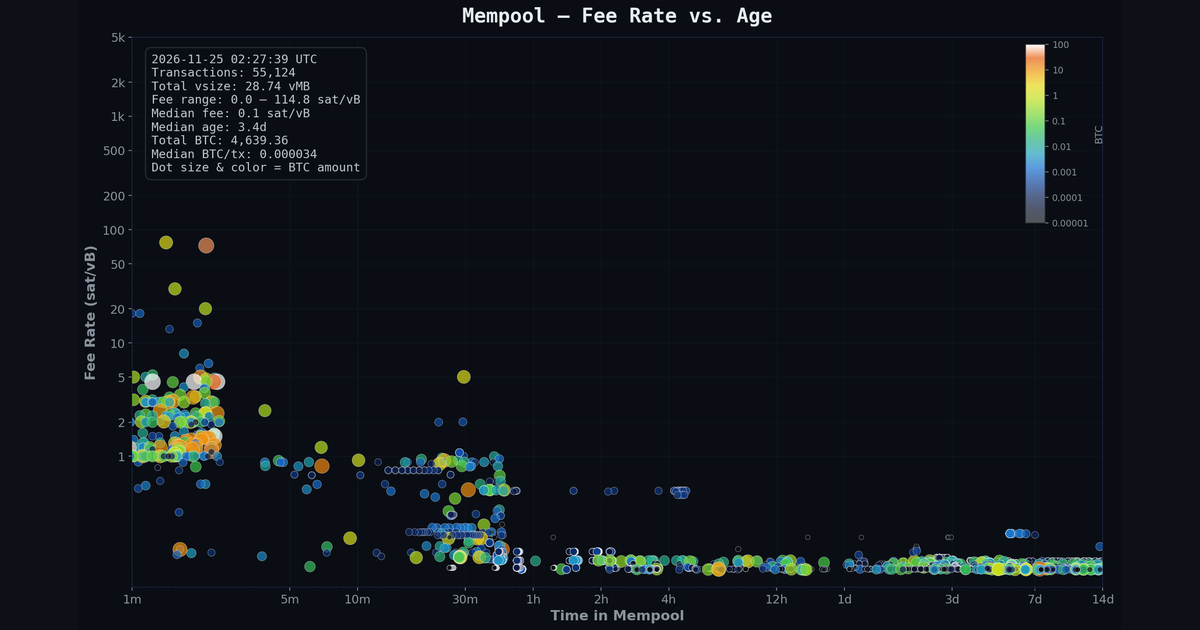 Mempool — Fee Rate vs. Age
2026-11-25 02:27:39 UTC
Transactions: 55,124
Total vsize: 28.74 vMB
Fee range: 0.0 – 114.8 sat/vB
Median fee: 0.1 sat/vB
Median age: 3.4d
Total BTC: 4,639.36
Median BTC/tx: 0.000034
Dot size & color = BTC amount
100
10
1
0.1
0.01
0.001
0.0001
0.00001
BTC
Fee Rate (sat/vB)
5k
2k
1k
500
200
100
50
20
10
5
2
1
1m
5m
10m
30m
1h
2h
4h
12h
1d
3d
7d
14d
Time in Mempool